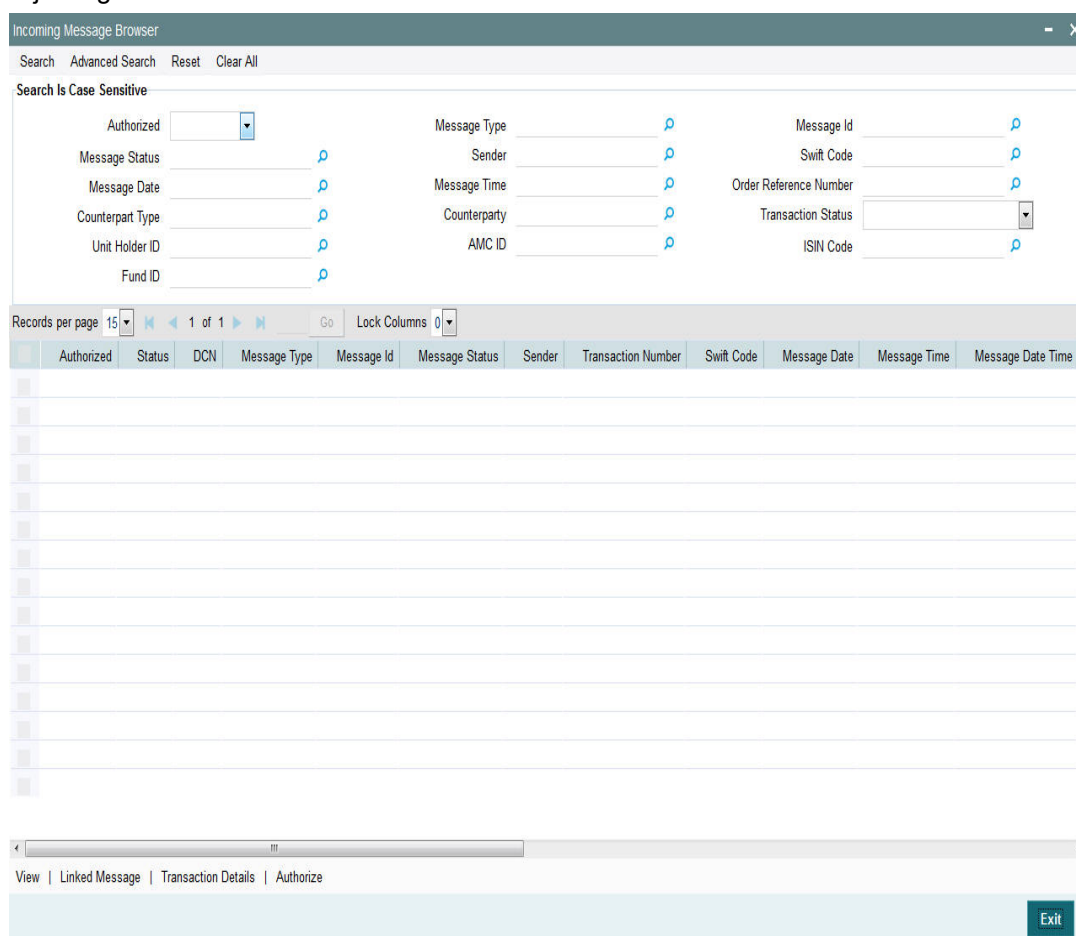 Incoming Message Browser
Search Advanced Search Reset Clear All
Search Is Case Sensitive
Authorized Message Type Message Id
Message Status Sender Swift Code
Message Date Message Time Order Reference Number
Counterpart Type Counterparty Transaction Status
Unit Holder ID AMC ID ISIN Code
Fund ID
Records per page 15 1 of 1 Go Lock Columns 0
Authorized Status DCN Message Type Message Id Message Status Sender Transaction Number Swift Code Message Date Message Time Message Date Time
View | Linked Message | Transaction Details | Authorize
Exit